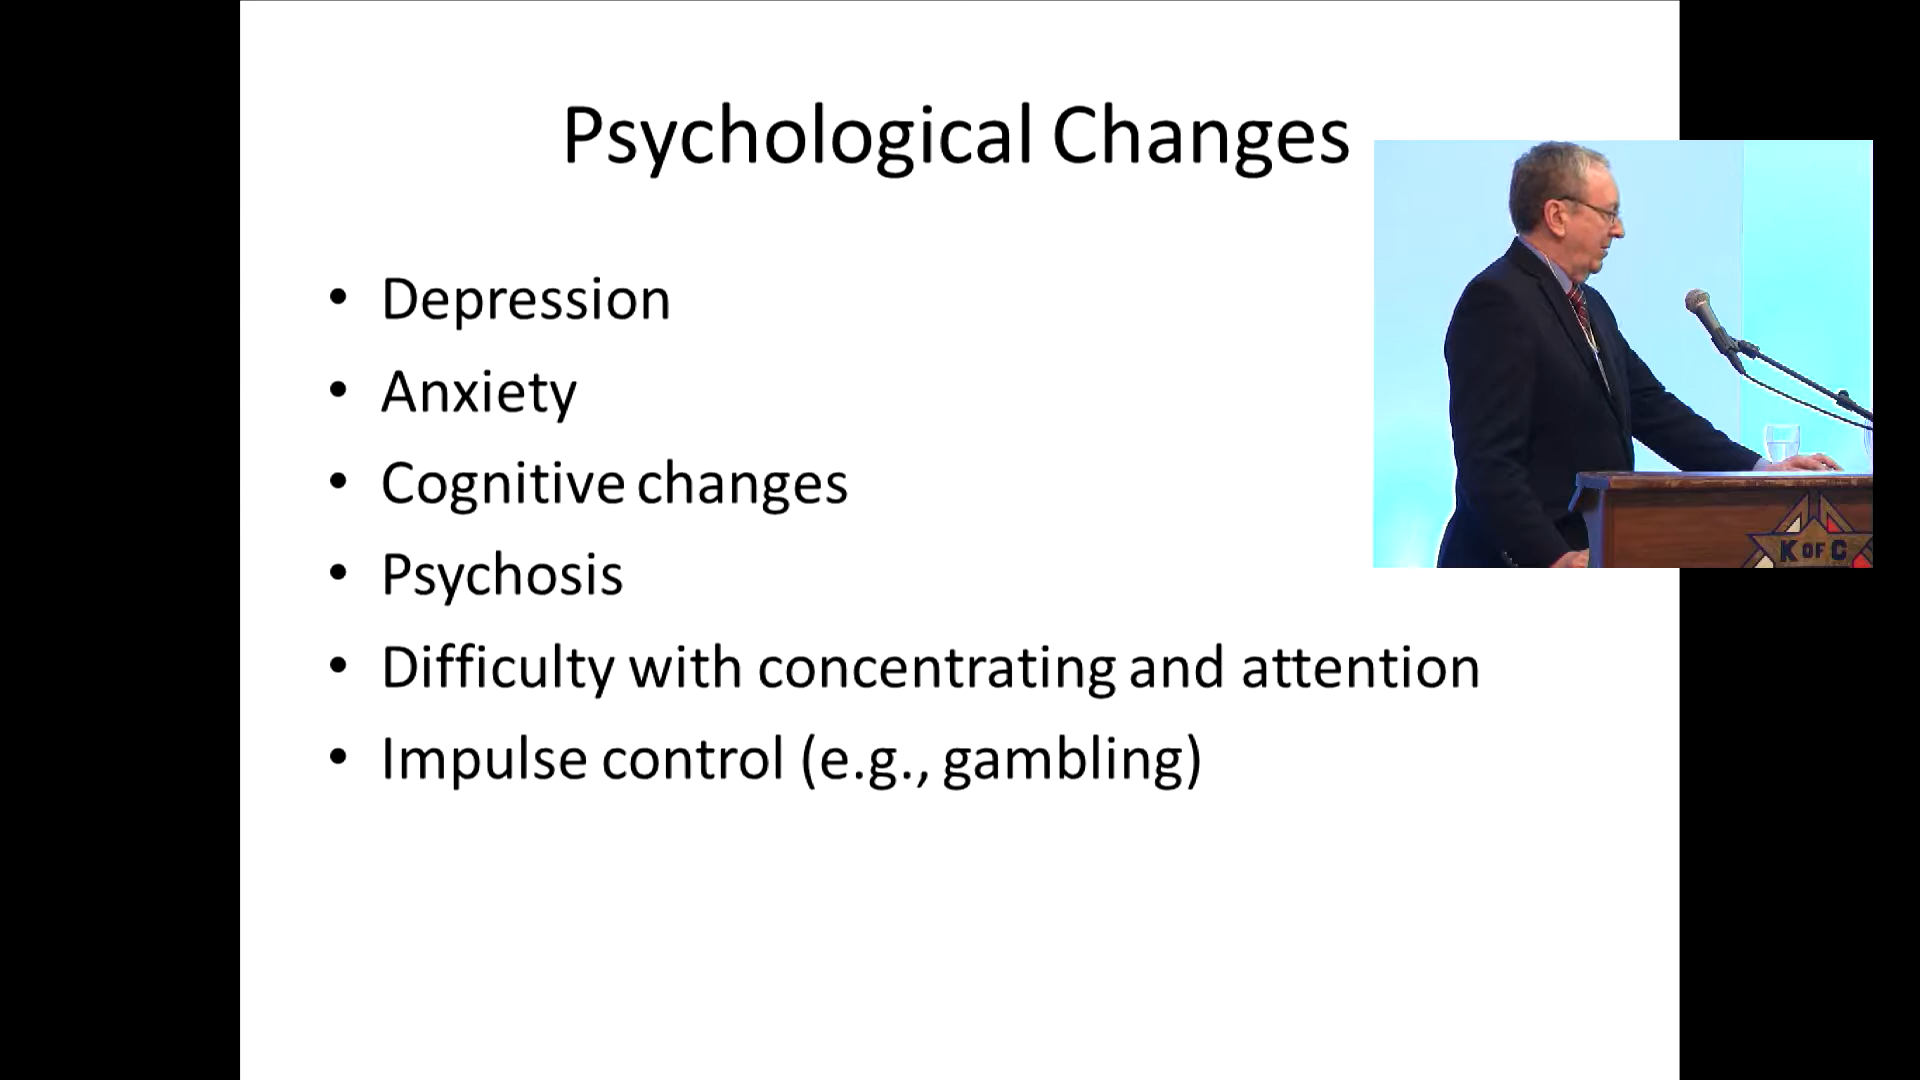 Psychological Changes
• Depression
• Anxiety
• Cognitive changes
• Psychosis
• Difficulty with concentrating and attention
• Impulse control (e.g., gambling)
K OF C